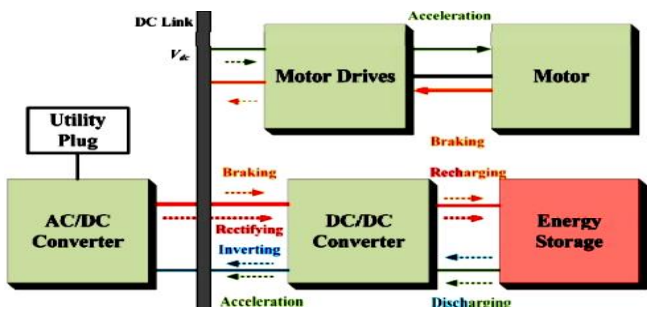 DC Link
Acceleration
Vdc
Motor Drives
Motor
Utility
Plug
Braking
Braking
Recharging
AC/DC
Converter
DC/DC
Converter
Energy
Storage
Rectifying
Inverting
Acceleration
Discharging